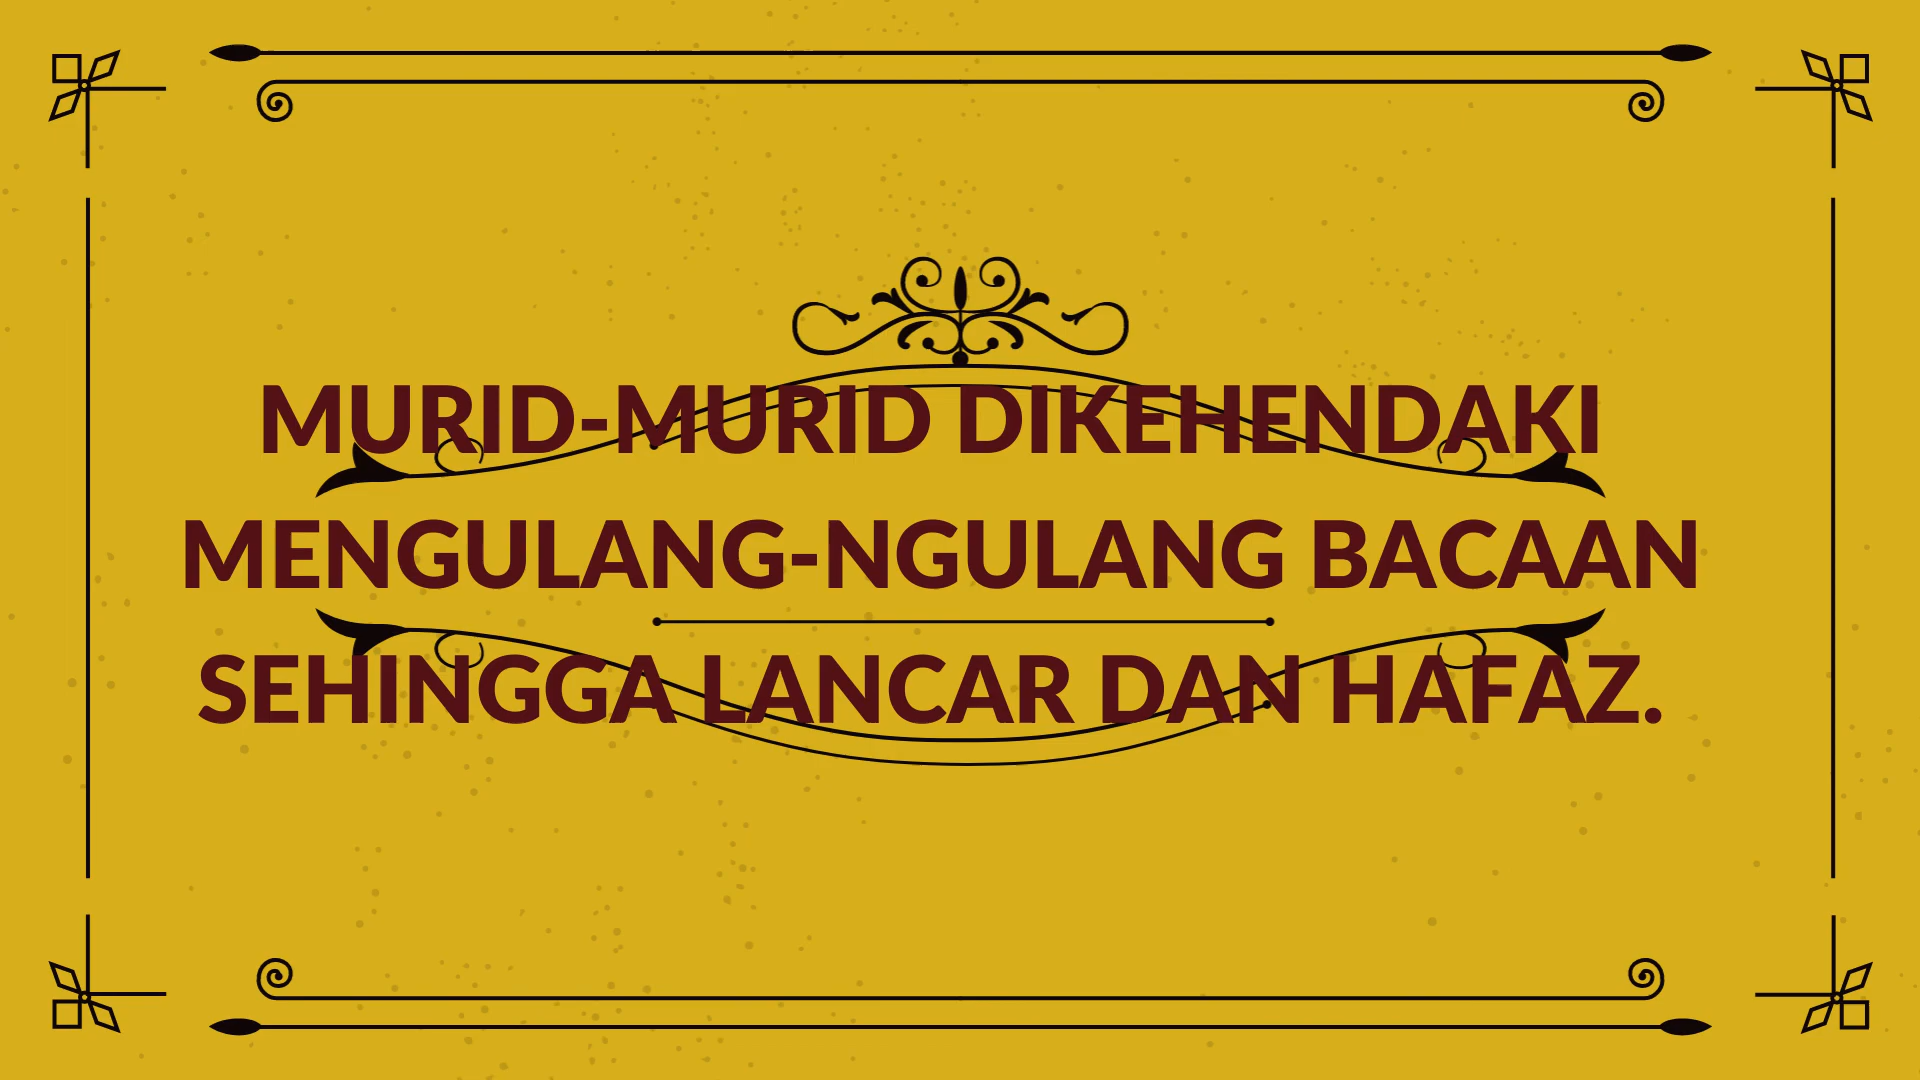 MURID-MURID DIKEHENDAKI
MENGULANG-NGULANG BACAAN
SEHINGGA LANCAR DAN HAFAZ.